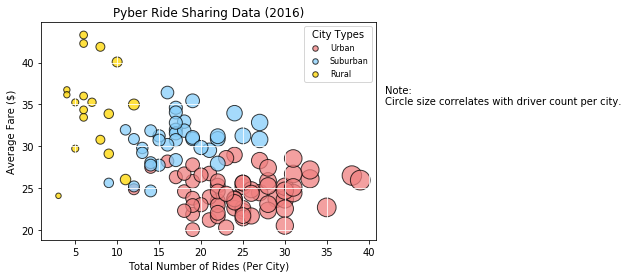 Pyber Ride Sharing Data (2016)
City Types
Urban
Suburban
Rural
40
35
30
25
20
Average Fare ($)
5 10 15 20 25 30 35 40
Total Number of Rides (Per City)
Note:
Circle size correlates with driver count per city.